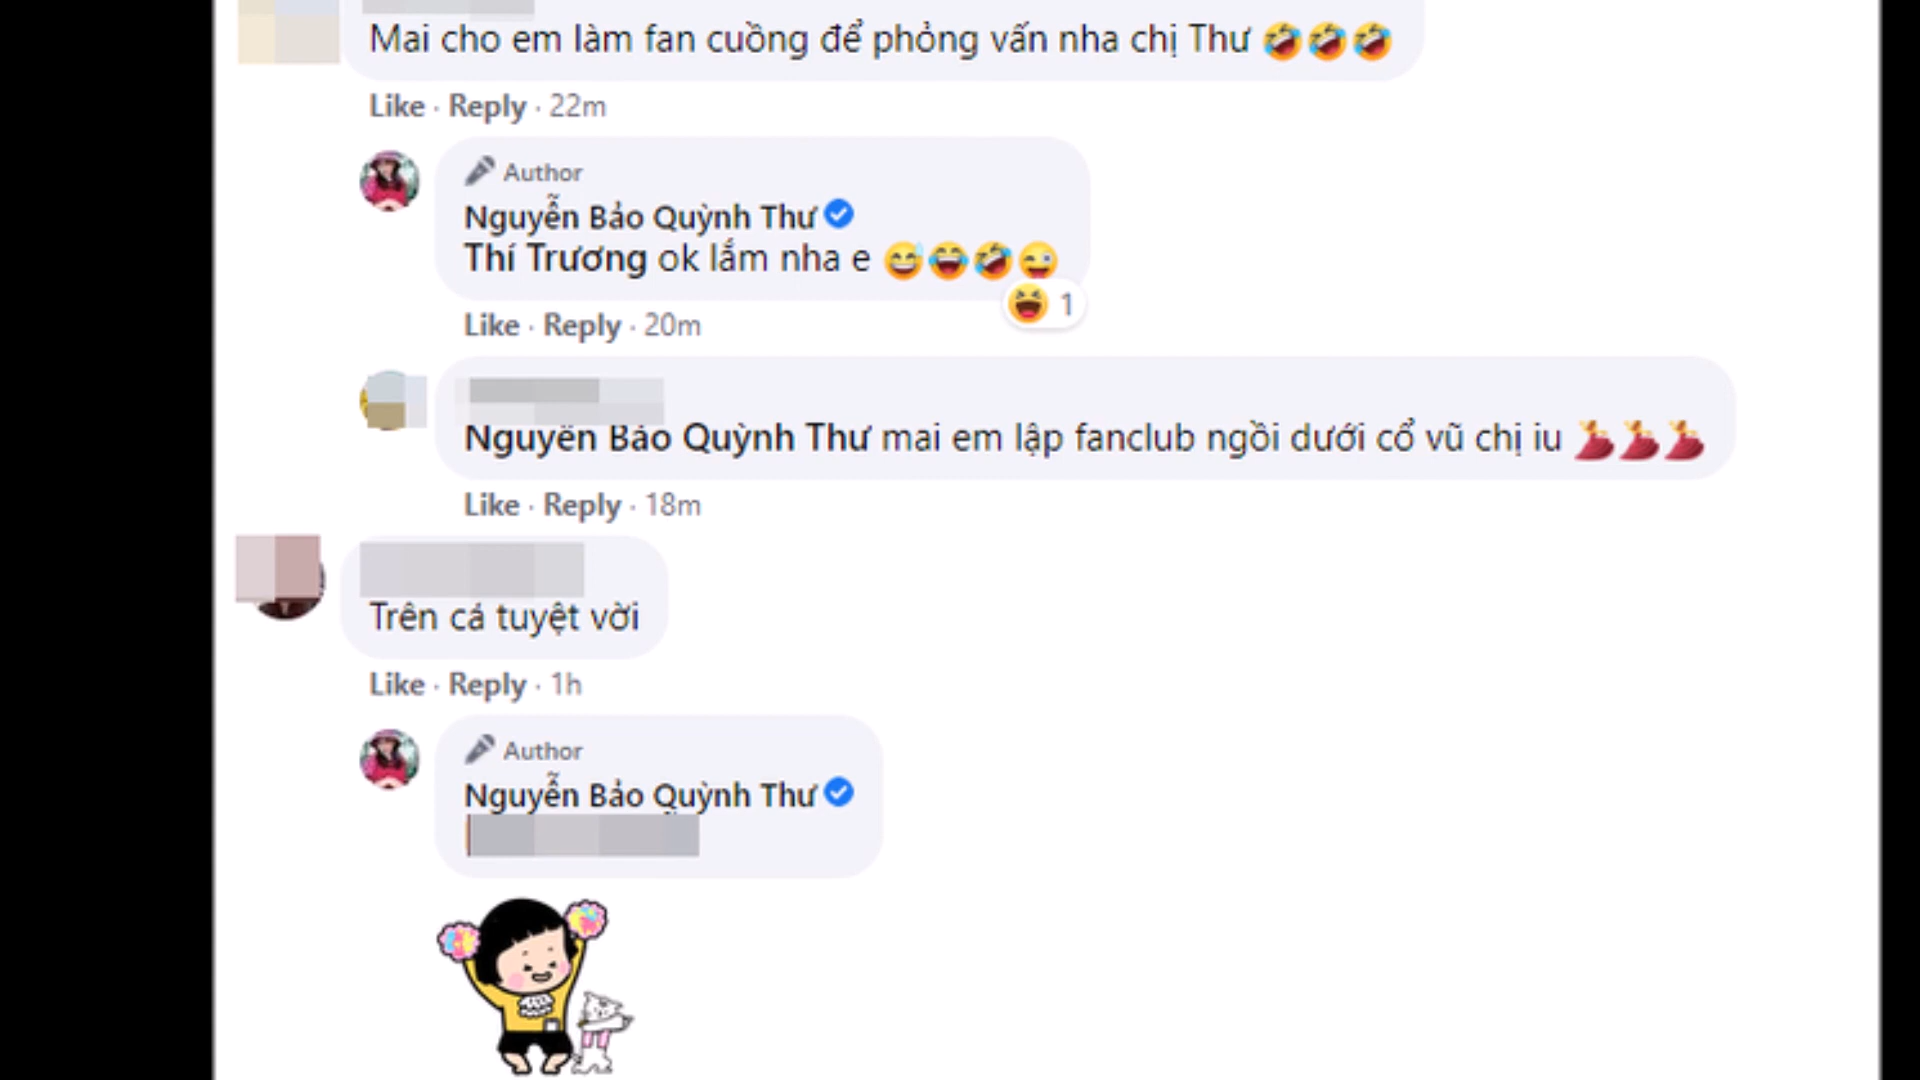 Mai cho em làm fan cuồng để phỏng vấn nha chị Thư 🤣🤣🤣
Like · Reply · 22m
Author
Nguyễn Bảo Quỳnh Thư
Thí Trương ok lắm nha e 😅😂🤣😜
😆 1
Like · Reply · 20m
Nguyễn Bảo Quỳnh Thư mai em lập fanclub ngồi dưới cổ vũ chị iu 💃💃💃
Like · Reply · 18m
Trên cá tuyệt vời
Like · Reply · 1h
Author
Nguyễn Bảo Quỳnh Thư